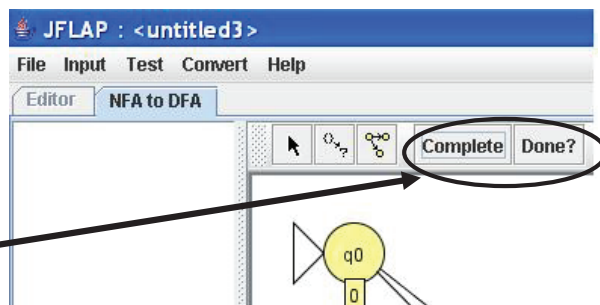 JFLAP : <untitled3>
File Input Test Convert Help
Editor NFA to DFA
Complete Done?
q0
0